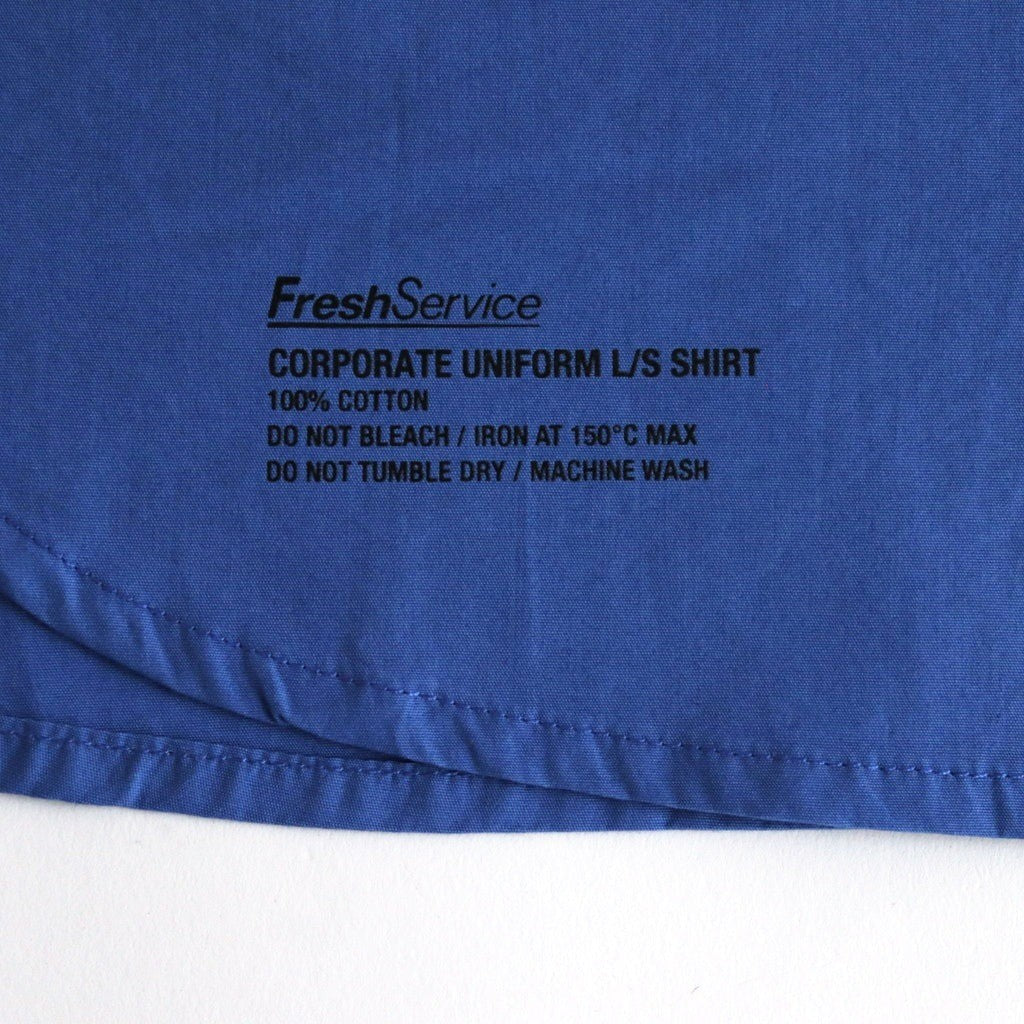 FreshService
CORPORATE UNIFORM L/S SHIRT
100% COTTON
DO NOT BLEACH / IRON AT 150°C MAX
DO NOT TUMBLE DRY / MACHINE WASH